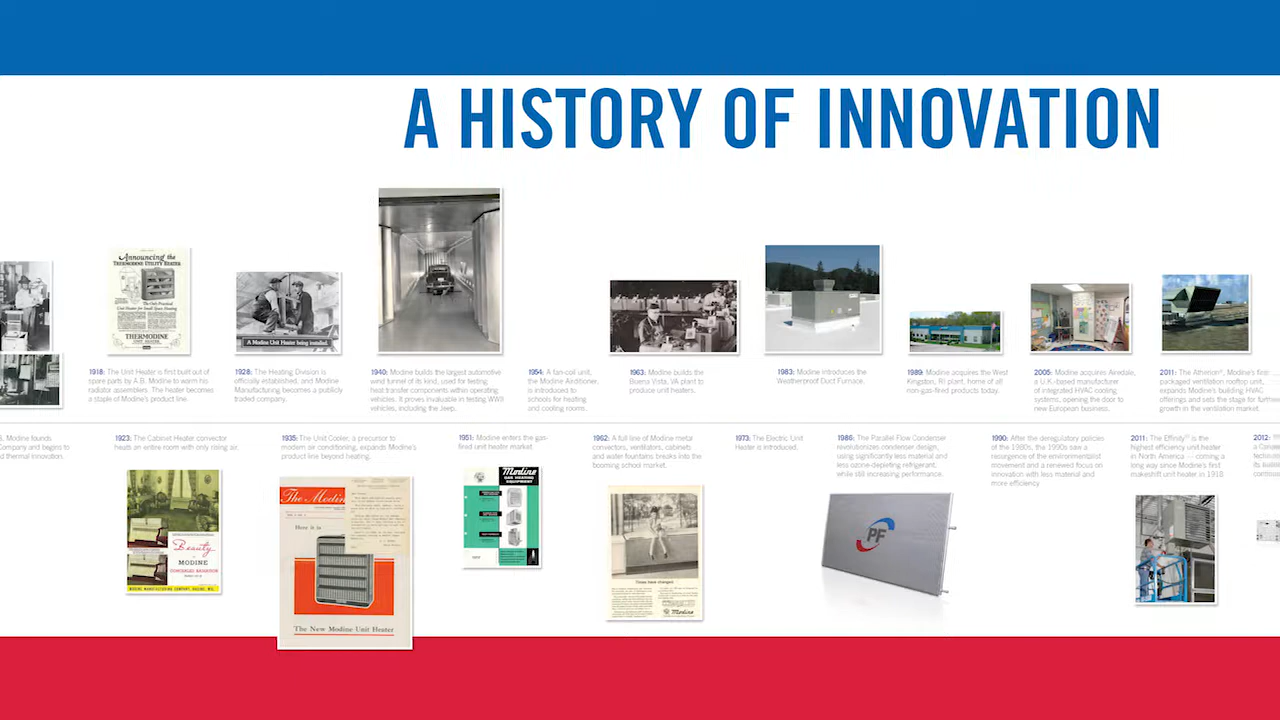 A HISTORY OF INNOVATION
Announcing the
THERMODINE UTILITY HEATER
THERMODINE
UNIT HEATER
A Modine Unit Heater being installed.
1918: The Unit Heater is first built out of
spare parts by A.B. Modine to warm his
radiator assemblers. The heater becomes
a staple of Modine's product line.
1928: The Heating Division is
officially established, and Modine
Manufacturing becomes a publicly
traded company.
1940: Modine builds the largest automotive
wind tunnel of its kind, used for testing
heat transfer components within operating
vehicles. It proves invaluable in testing WWII
vehicles, including the Jeep.
1954: A fan-coil unit,
the Modine Airditioner,
is introduced to
schools for heating
and cooling rooms.
1963: Modine builds the
Buena Vista, VA plant to
produce unit heaters.
1983: Modine introduces the
Weatherproof Duct Furnace.
1989: Modine acquires the West
Kingston, RI plant, home of all
non-gas-fired products today.
2005: Modine acquires Airedale,
a U.K.-based manufacturer
of integrated HVAC cooling
systems, opening the door to
new European business.
2011: The Atherion®, Modine's first
packaged ventilation rooftop unit,
expands Modine's building HVAC
offerings and sets the stage for further
growth in the ventilation market.
Modine founds
Company and begins to
thermal innovation.
1923: The Cabinet Heater convector
heats an entire room with only rising air.
1935: The Unit Cooler, a precursor to
modern air conditioning, expands Modine's
product line beyond heating.
1951: Modine enters the gas-
fired unit heater market.
1962: A full line of Modine metal
convectors, ventilators, cabinets
and water fountains breaks into the
booming school market.
1973: The Electric Unit
Heater is introduced.
1986: The Parallel Flow Condenser
revolutionizes condenser design,
using significantly less material and
less ozone-depleting refrigerant,
while still increasing performance.
1990: After the deregulatory policies
of the 1980s, the 1990s saw a
resurgence of the environmentalist
movement and a renewed focus on
innovation with less material and
more efficiency.
2011: The Effinity® is the
highest efficiency unit heater
in North America — coming a
long way since Modine's first
makeshift unit heater in 1918.
2012:
Beauty
MODINE
The Modin
Here it is
The New Modine Unit Heater
Modine
GAS HEATING
EQUIPMENT
Times have changed
Modine
PF